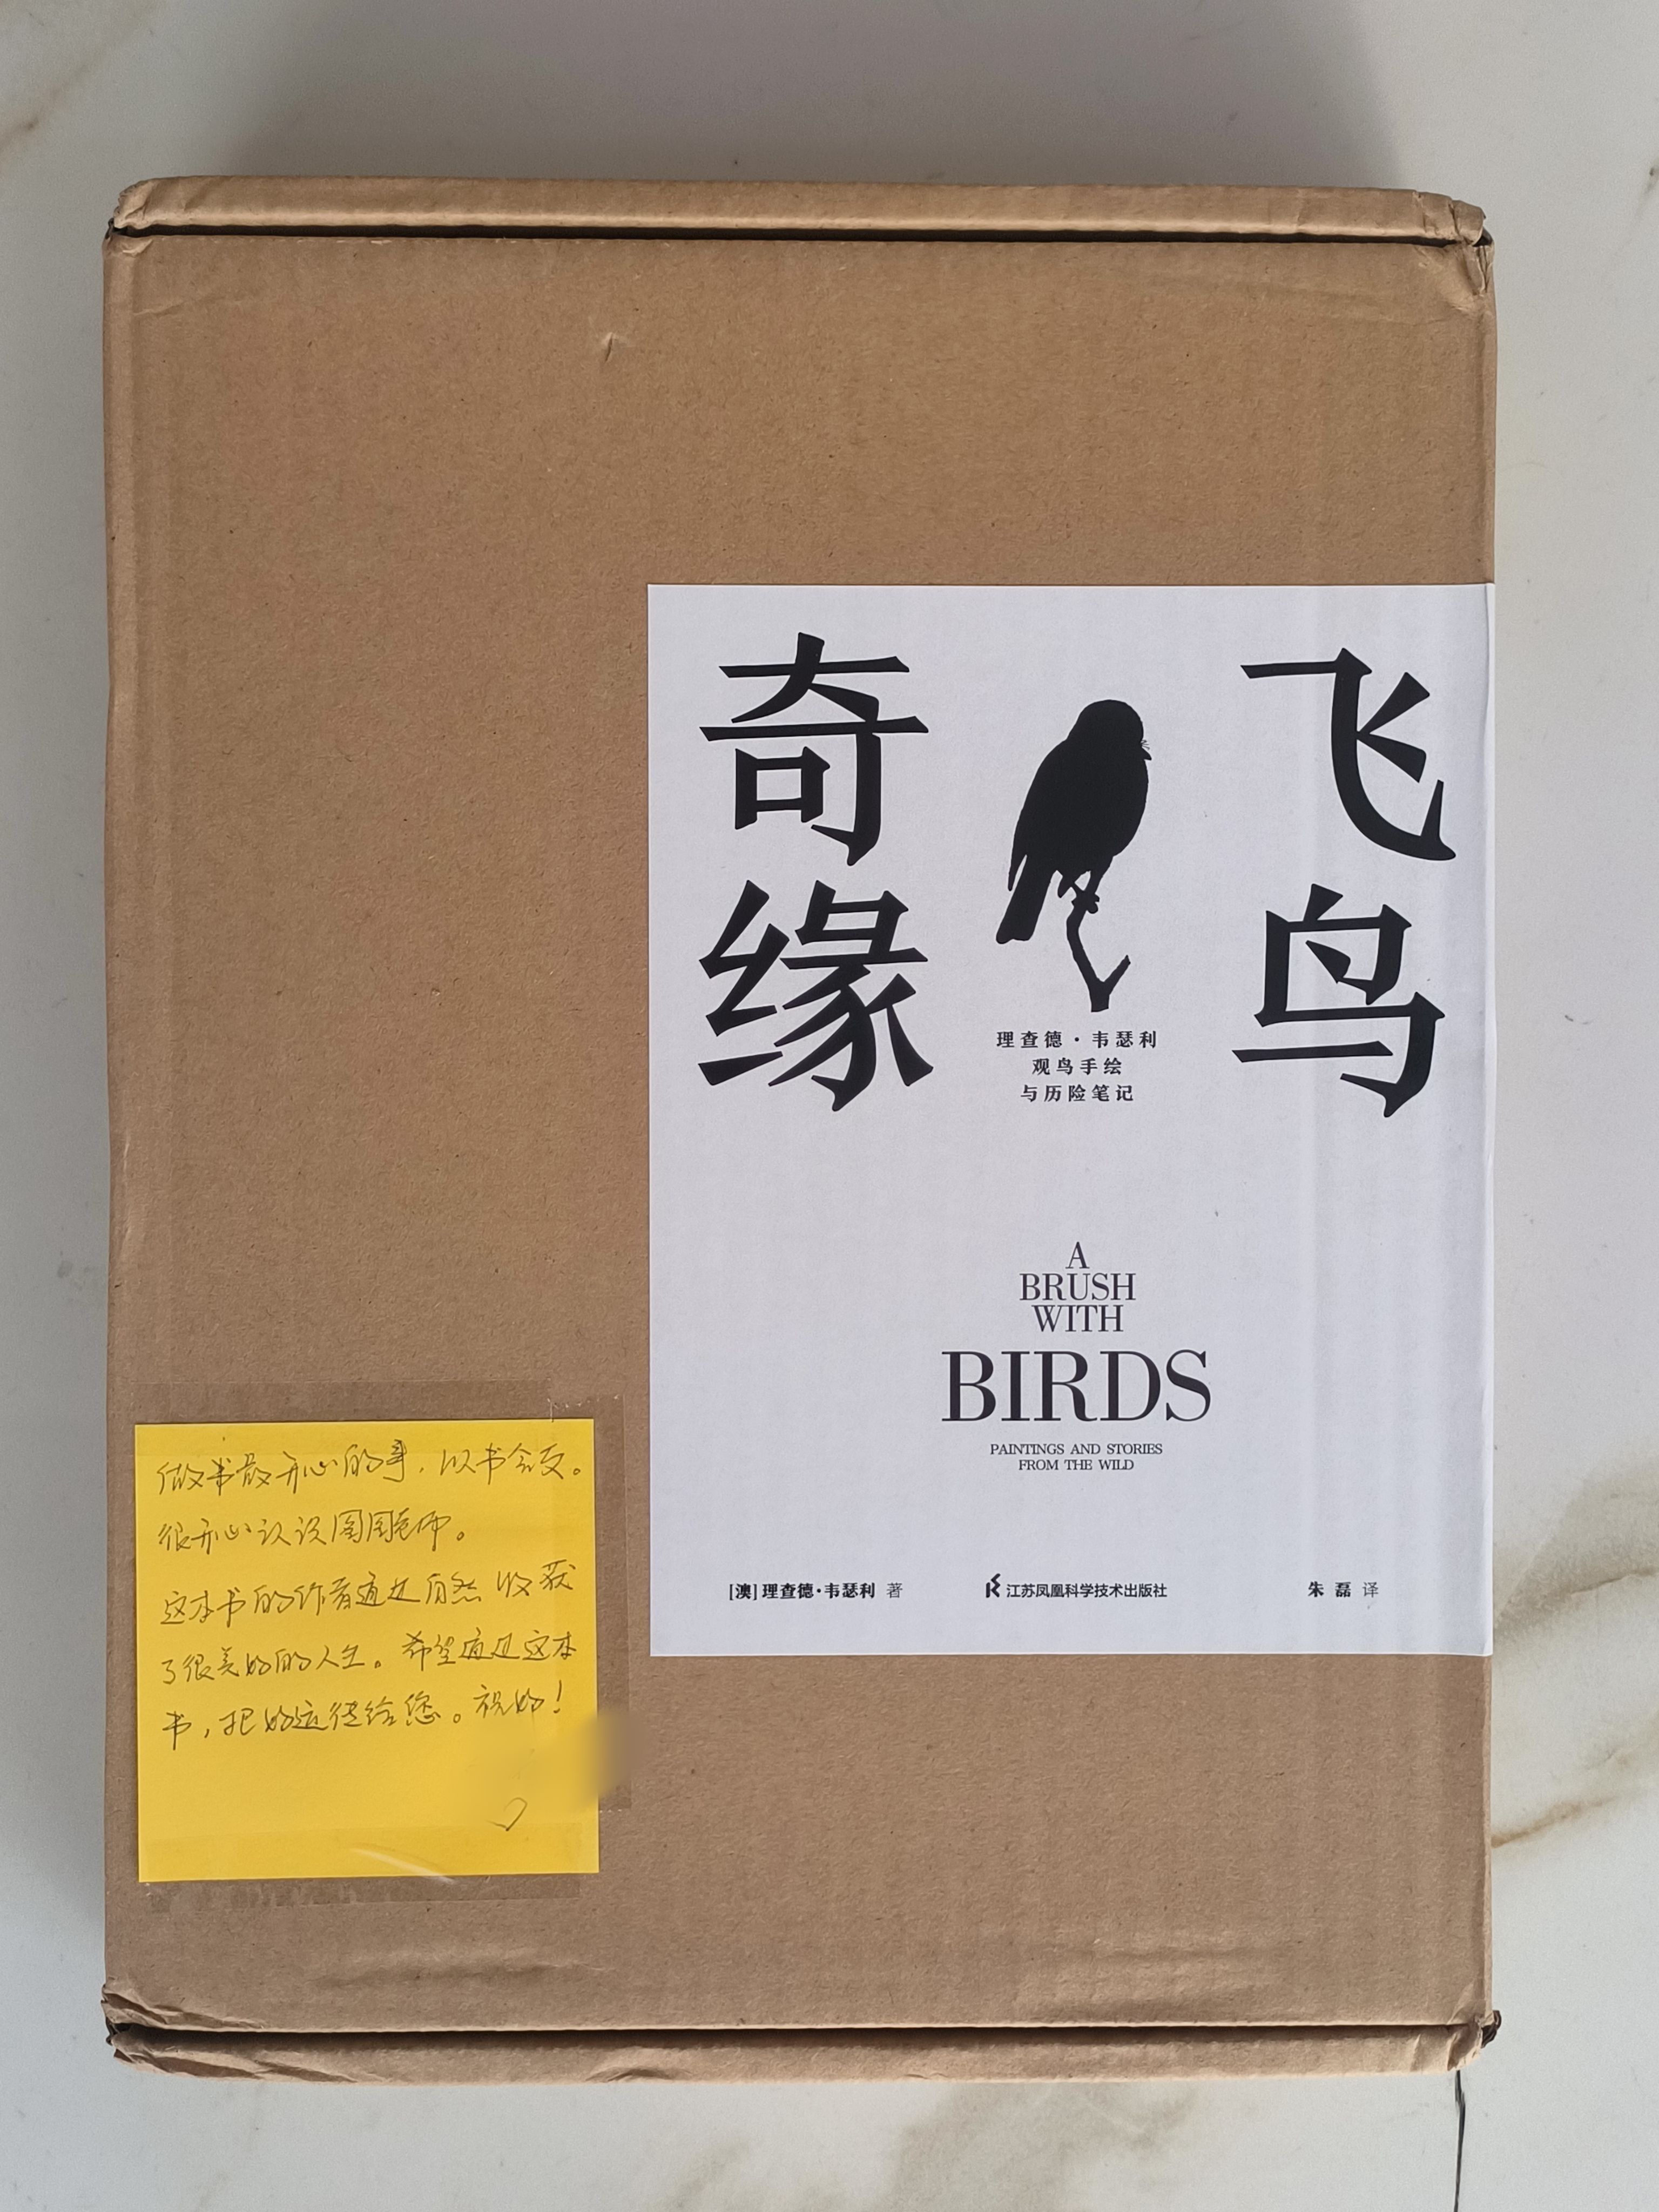 飞鸟
奇缘
理查德·韦瑟利
观鸟手绘
与历险笔记
A
BRUSH
WITH
BIRDS
PAINTINGS AND STORIES
FROM THE WILD
[澳] 理查德·韦瑟利 著
江苏凤凰科学技术出版社
朱磊 译
做书最开心的事，以书会友。
很开心认识周周老师。
这本书的作者通过自然收获
了很美好的人生。希望通过这本
书，把好运传给您。祝好！